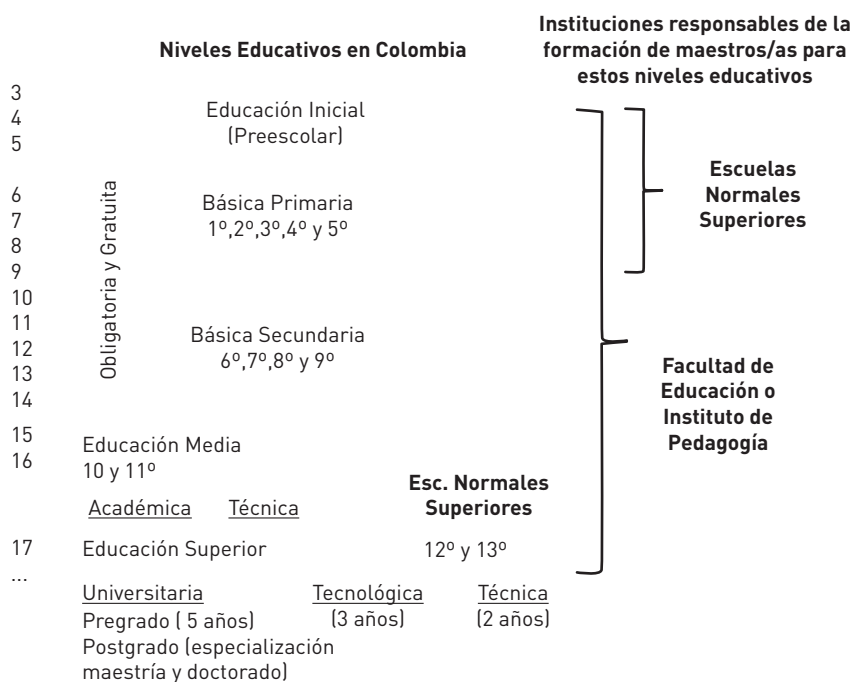 Niveles Educativos en Colombia
Instituciones responsables de la
formación de maestros/as para
estos niveles educativos
3
4
5
Educación Inicial
(Preescolar)
6
7
8
9
10
11
12
13
14
Obligatoria y Gratuita
Básica Primaria
1º,2º,3º,4º y 5º
Básica Secundaria
6º,7º,8º y 9º
Escuelas
Normales
Superiores
Facultad de
Educación o
Instituto de
Pedagogía
15
16
Educación Media
10 y 11º
Académica Técnica
Esc. Normales
Superiores
17
...
Educación Superior 12º y 13º
Universitaria Tecnológica Técnica
Pregrado ( 5 años) (3 años) (2 años)
Postgrado (especialización
maestría y doctorado)